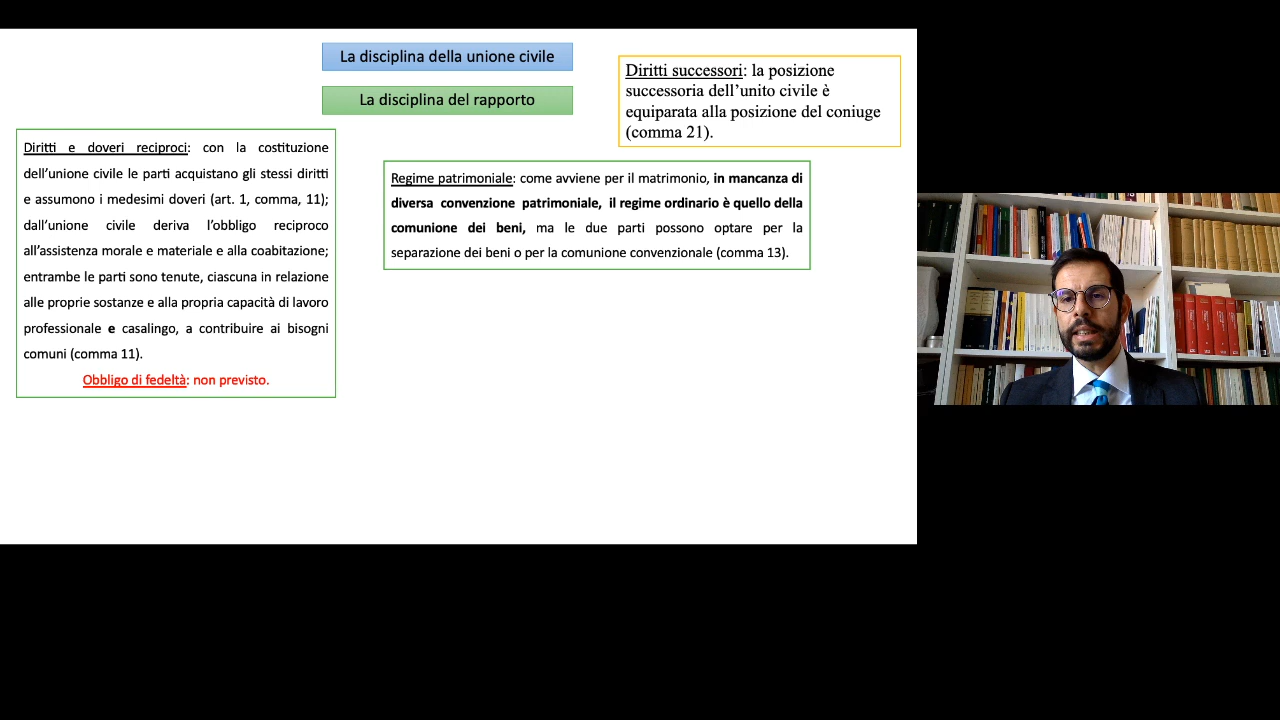 La disciplina della unione civile
La disciplina del rapporto
Diritti successori: la posizione
successoria dell’unito civile è
equiparata alla posizione del coniuge
(comma 21).
Diritti e doveri reciproci: con la costituzione
dell’unione civile le parti acquistano gli stessi diritti
e assumono i medesimi doveri (art. 1, comma, 11);
dall’unione civile deriva l’obbligo reciproco
all’assistenza morale e materiale e alla coabitazione;
entrambe le parti sono tenute, ciascuna in relazione
alle proprie sostanze e alla propria capacità di lavoro
professionale e casalingo, a contribuire ai bisogni
comuni (comma 11).
Obbligo di fedeltà: non previsto.
Regime patrimoniale: come avviene per il matrimonio, in mancanza di
diversa convenzione patrimoniale, il regime ordinario è quello della
comunione dei beni, ma le due parti possono optare per la
separazione dei beni o per la comunione convenzionale (comma 13).